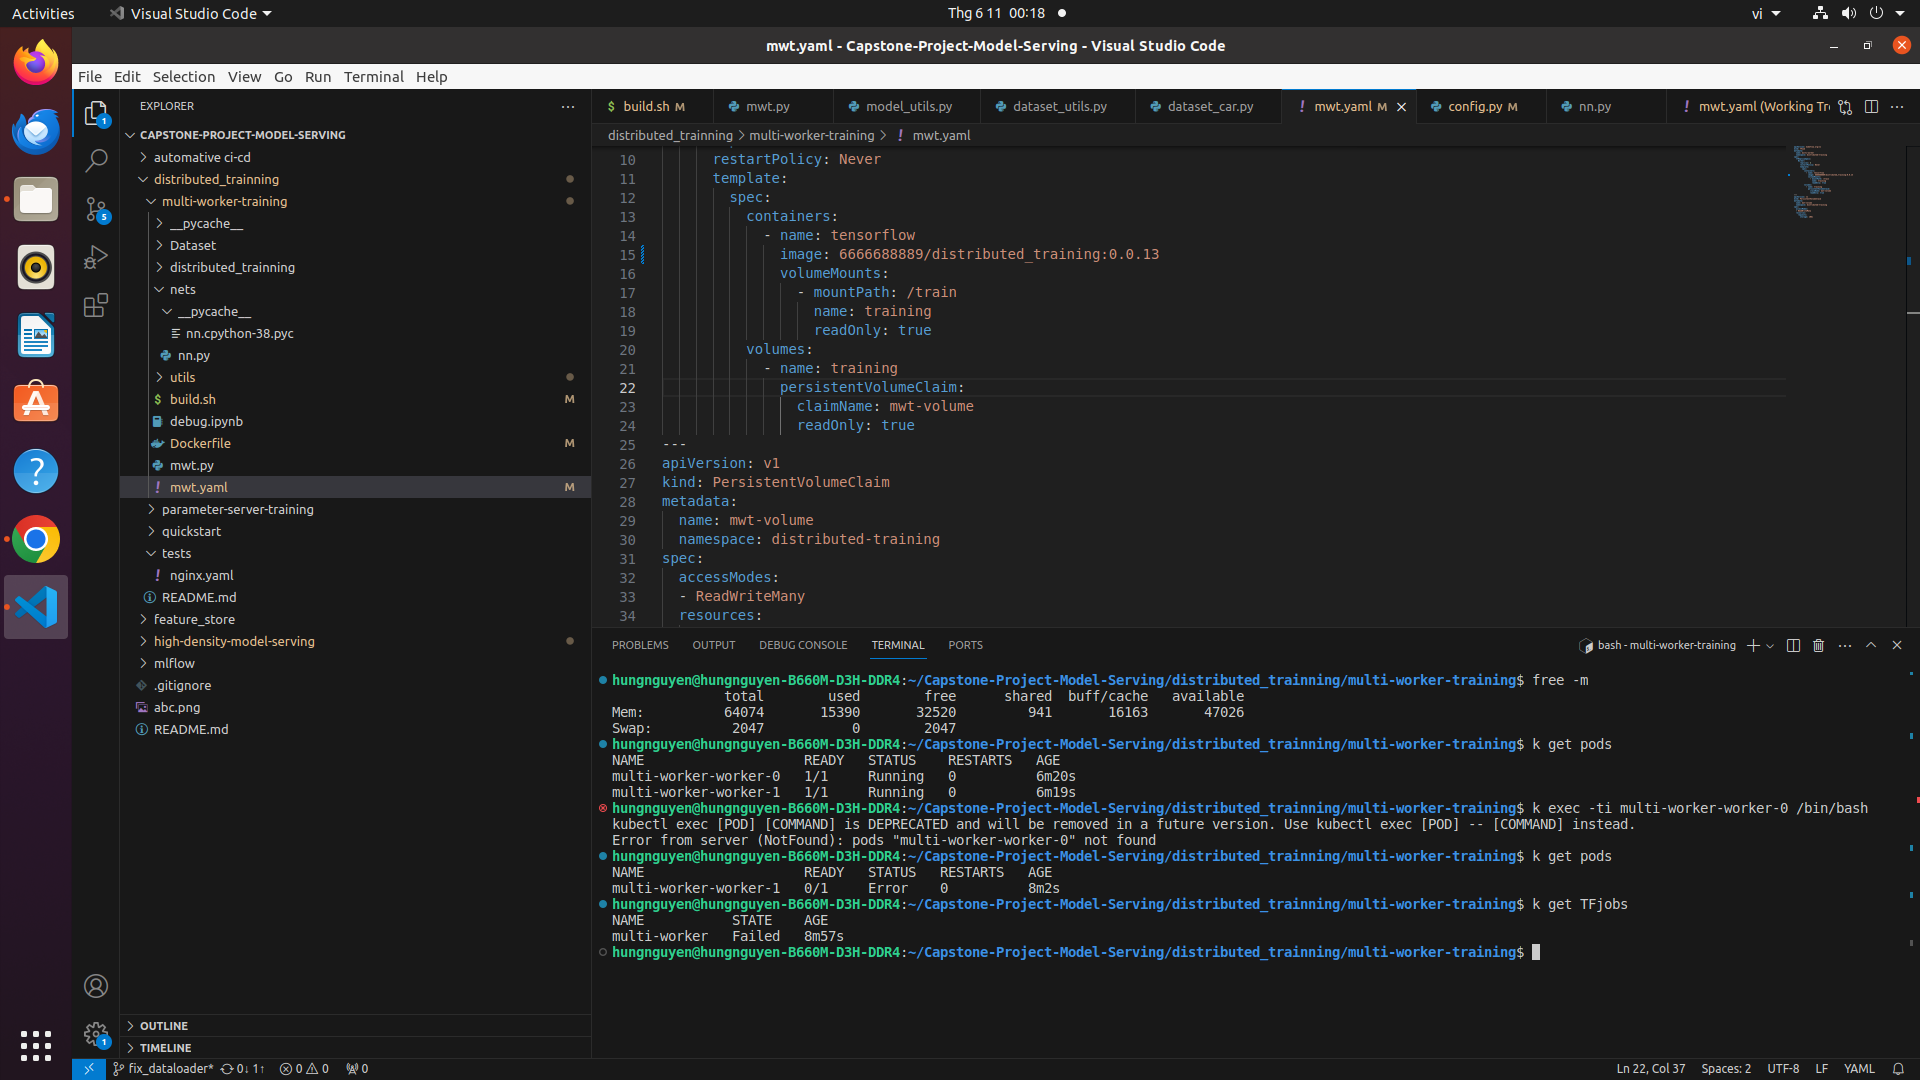 Activities
Visual Studio Code
Thg 6 11 00:18
vi
mwt.yaml - Capstone-Project-Model-Serving - Visual Studio Code
File Edit Selection View Go Run Terminal Help
EXPLORER
CAPSTONE-PROJECT-MODEL-SERVING
automative ci-cd
distributed_trainning
multi-worker-training
__pycache__
Dataset
distributed_trainning
nets
__pycache__
nn.cpython-38.pyc
nn.py
utils
build.sh M
debug.ipynb
Dockerfile M
mwt.py
mwt.yaml M
parameter-server-training
quickstart
tests
nginx.yaml
README.md
feature_store
high-density-model-serving
mlflow
.gitignore
abc.png
README.md
OUTLINE
TIMELINE
build.sh M
mwt.py
model_utils.py
dataset_utils.py
dataset_car.py
mwt.yaml M
config.py M
nn.py
mwt.yaml (Working Tr
distributed_trainning > multi-worker-training > mwt.yaml
10 restartPolicy: Never
11 template:
12 spec:
13 containers:
14 - name: tensorflow
15 image: 6666688889/distributed_training:0.0.13
16 volumeMounts:
17 - mountPath: /train
18 name: training
19 readOnly: true
20 volumes:
21 - name: training
22 persistentVolumeClaim:
23 claimName: mwt-volume
24 readOnly: true
25 ---
26 apiVersion: v1
27 kind: PersistentVolumeClaim
28 metadata:
29 name: mwt-volume
30 namespace: distributed-training
31 spec:
32 accessModes:
33 - ReadWriteMany
34 resources:
PROBLEMS OUTPUT DEBUG CONSOLE TERMINAL PORTS
bash - multi-worker-training
hungnguyen@hungnguyen-B660M-D3H-DDR4:~/Capstone-Project-Model-Serving/distributed_trainning/multi-worker-training$ free -m
total used free shared buff/cache available
Mem: 64074 15390 32520 941 16163 47026
Swap: 2047 0 2047
hungnguyen@hungnguyen-B660M-D3H-DDR4:~/Capstone-Project-Model-Serving/distributed_trainning/multi-worker-training$ k get pods
NAME READY STATUS RESTARTS AGE
multi-worker-worker-0 1/1 Running 0 6m20s
multi-worker-worker-1 1/1 Running 0 6m19s
hungnguyen@hungnguyen-B660M-D3H-DDR4:~/Capstone-Project-Model-Serving/distributed_trainning/multi-worker-training$ k exec -ti multi-worker-worker-0 /bin/bash
kubectl exec [POD] [COMMAND] is DEPRECATED and will be removed in a future version. Use kubectl exec [POD] -- [COMMAND] instead.
Error from server (NotFound): pods "multi-worker-worker-0" not found
hungnguyen@hungnguyen-B660M-D3H-DDR4:~/Capstone-Project-Model-Serving/distributed_trainning/multi-worker-training$ k get pods
NAME READY STATUS RESTARTS AGE
multi-worker-worker-1 0/1 Error 0 8m2s
hungnguyen@hungnguyen-B660M-D3H-DDR4:~/Capstone-Project-Model-Serving/distributed_trainning/multi-worker-training$ k get TFjobs
NAME STATE AGE
multi-worker Failed 8m57s
hungnguyen@hungnguyen-B660M-D3H-DDR4:~/Capstone-Project-Model-Serving/distributed_trainning/multi-worker-training$
fix_dataloader* 0↓ 1↑ 0 0 0
Ln 22, Col 37 Spaces: 2 UTF-8 LF YAML